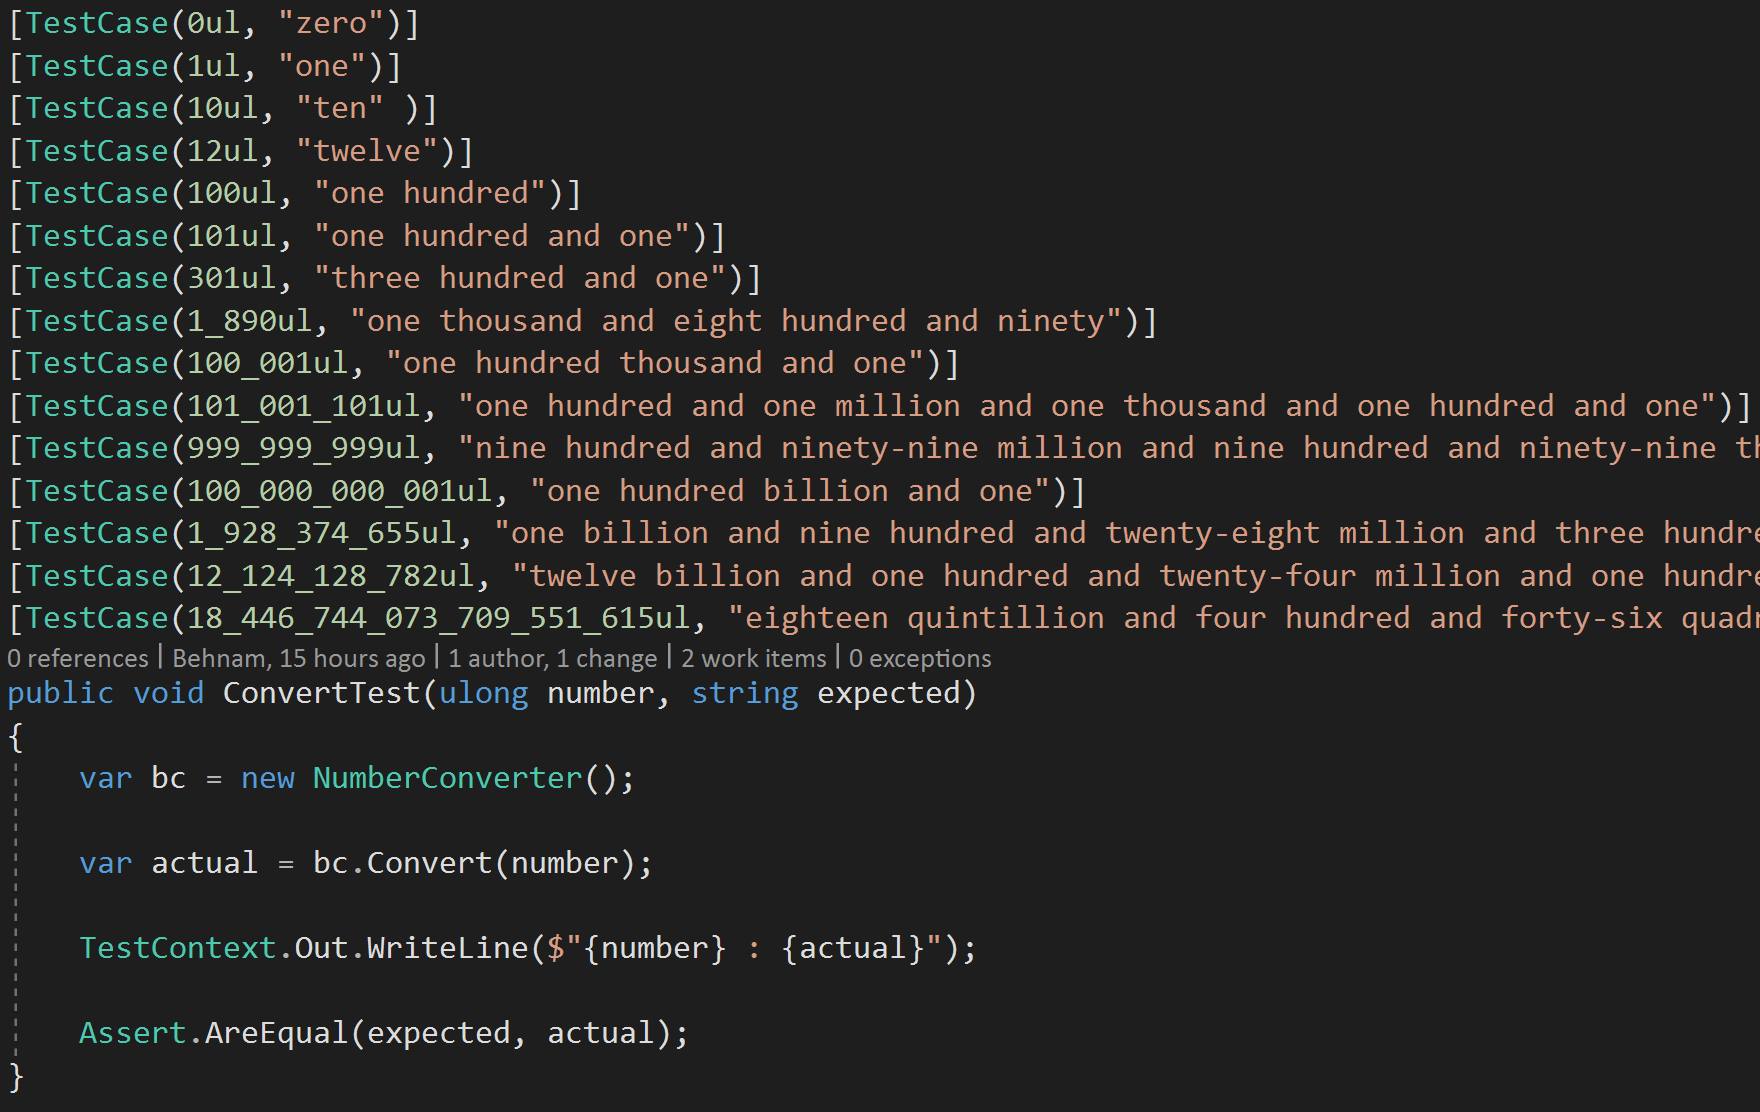 [TestCase(0ul, "zero")]
[TestCase(1ul, "one")]
[TestCase(10ul, "ten" )]
[TestCase(12ul, "twelve")]
[TestCase(100ul, "one hundred")]
[TestCase(101ul, "one hundred and one")]
[TestCase(301ul, "three hundred and one")]
[TestCase(1_890ul, "one thousand and eight hundred and ninety")]
[TestCase(100_001ul, "one hundred thousand and one")]
[TestCase(101_001_101ul, "one hundred and one million and one thousand and one hundred and one")]
[TestCase(999_999_999ul, "nine hundred and ninety-nine million and nine hundred and ninety-nine th
[TestCase(100_000_000_001ul, "one hundred billion and one")]
[TestCase(1_928_374_655ul, "one billion and nine hundred and twenty-eight million and three hundre
[TestCase(12_124_128_782ul, "twelve billion and one hundred and twenty-four million and one hundre
[TestCase(18_446_744_073_709_551_615ul, "eighteen quintillion and four hundred and forty-six quadr
0 references | Behnam, 15 hours ago | 1 author, 1 change | 2 work items | 0 exceptions
public void ConvertTest(ulong number, string expected)
{
    var bc = new NumberConverter();
    var actual = bc.Convert(number);
    TestContext.Out.WriteLine($"{number} : {actual}");
    Assert.AreEqual(expected, actual);
}